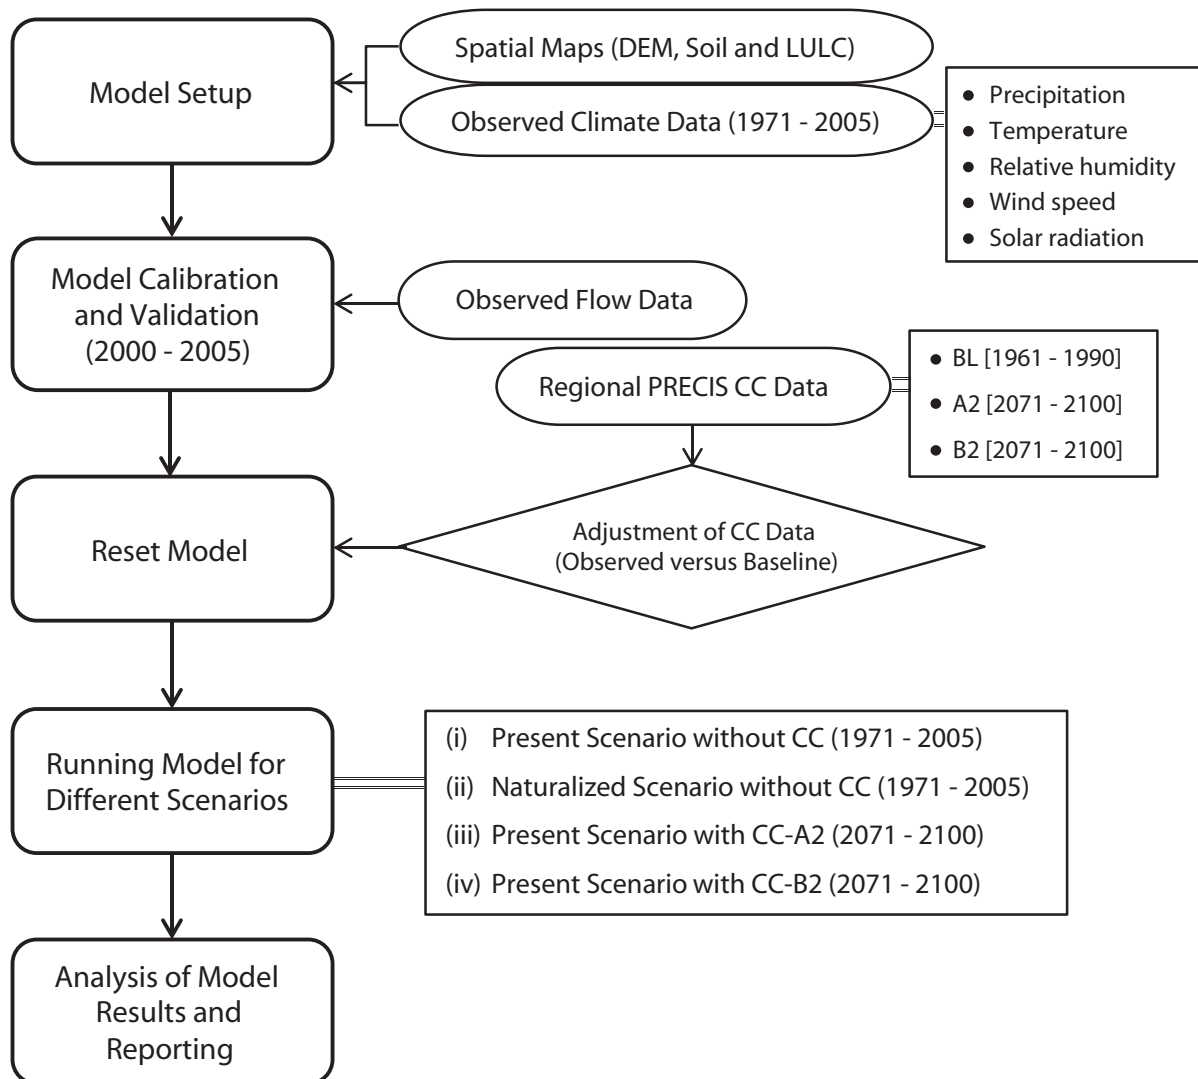 Model Setup
Spatial Maps (DEM, Soil and LULC)
Observed Climate Data (1971 - 2005)
● Precipitation
● Temperature
● Relative humidity
● Wind speed
● Solar radiation
Model Calibration
and Validation
(2000 - 2005)
Observed Flow Data
Regional PRECIS CC Data
● BL [1961 - 1990]
● A2 [2071 - 2100]
● B2 [2071 - 2100]
Reset Model
Adjustment of CC Data
(Observed versus Baseline)
Running Model for
Different Scenarios
(i) Present Scenario without CC (1971 - 2005)
(ii) Naturalized Scenario without CC (1971 - 2005)
(iii) Present Scenario with CC-A2 (2071 - 2100)
(iv) Present Scenario with CC-B2 (2071 - 2100)
Analysis of Model
Results and
Reporting